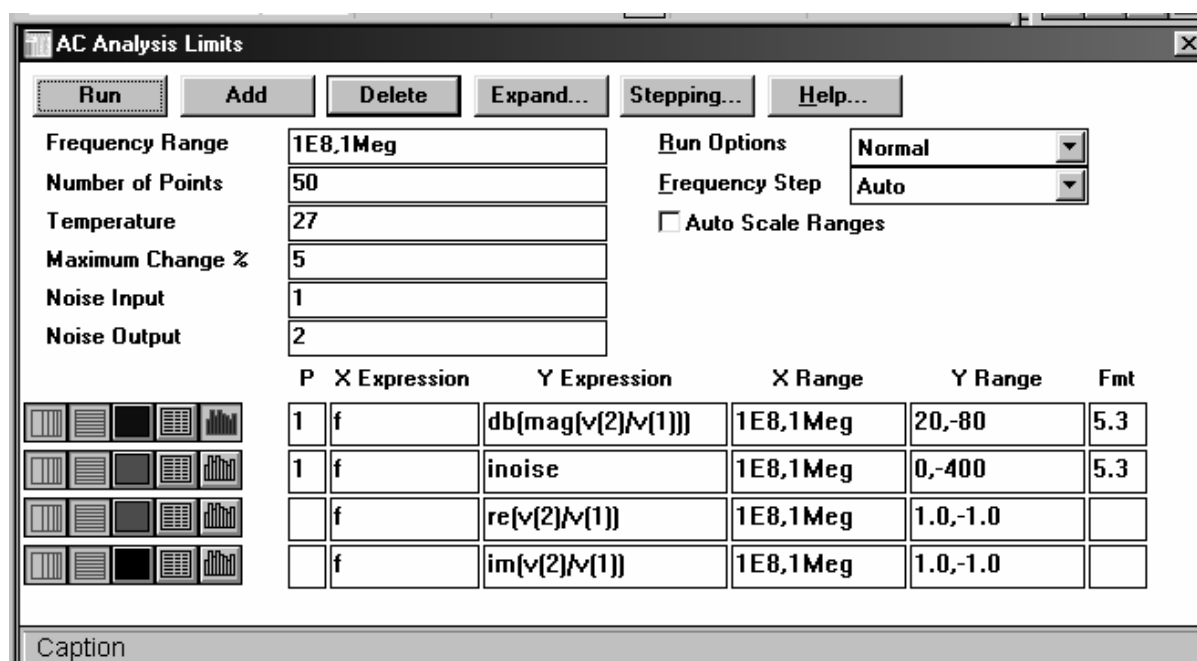 AC Analysis Limits
Run Add Delete Expand... Stepping... Help...
Frequency Range 1E8,1Meg Run Options Normal
Number of Points 50 Frequency Step Auto
Temperature 27 Auto Scale Ranges
Maximum Change % 5
Noise Input 1
Noise Output 2
P X Expression Y Expression X Range Y Range Fmt
1 f db(mag(v(2)/v(1))) 1E8,1Meg 20,-80 5.3
1 f inoise 1E8,1Meg 0,-400 5.3
f re(v(2)/v(1)) 1E8,1Meg 1.0,-1.0
f im(v(2)/v(1)) 1E8,1Meg 1.0,-1.0
Caption